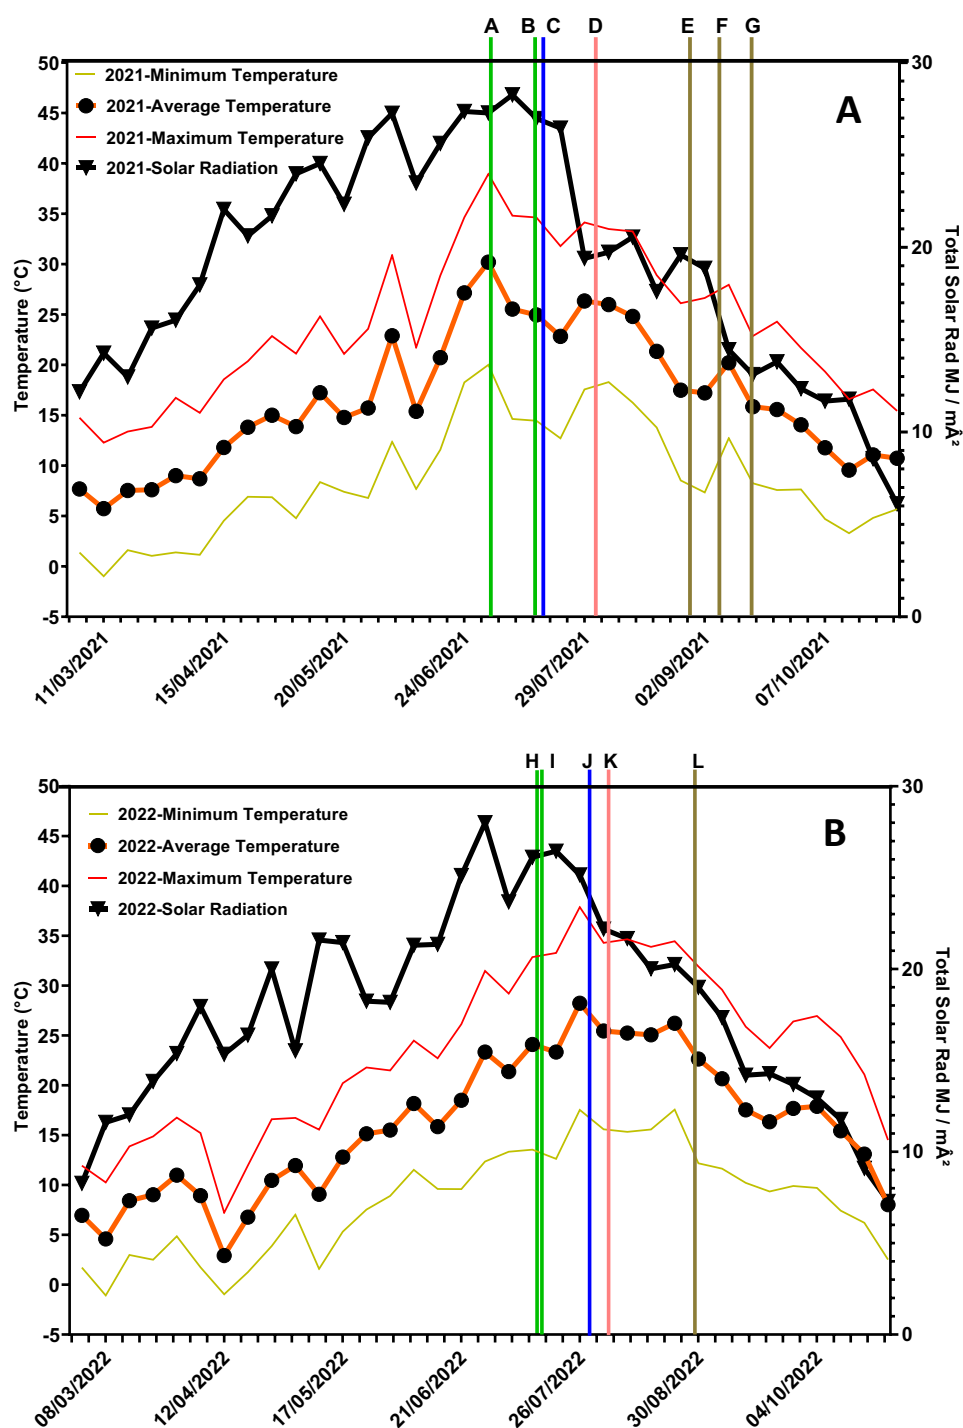 A B C D E F G
50
45
40
35
30
25
20
15
10
5
0
-5
Temperature (°C)
2021-Minimum Temperature
2021-Average Temperature
2021-Maximum Temperature
2021-Solar Radiation
A
30
20
10
0
Total Solar Rad MJ / mÂ²
11/03/2021
15/04/2021
20/05/2021
24/06/2021
29/07/2021
02/09/2021
07/10/2021
H I J K L
50
45
40
35
30
25
20
15
10
5
0
-5
Temperature (°C)
2022-Minimum Temperature
2022-Average Temperature
2022-Maximum Temperature
2022-Solar Radiation
B
30
20
10
0
Total Solar Rad MJ / mÂ²
08/03/2022
12/04/2022
17/05/2022
21/06/2022
26/07/2022
30/08/2022
04/10/2022